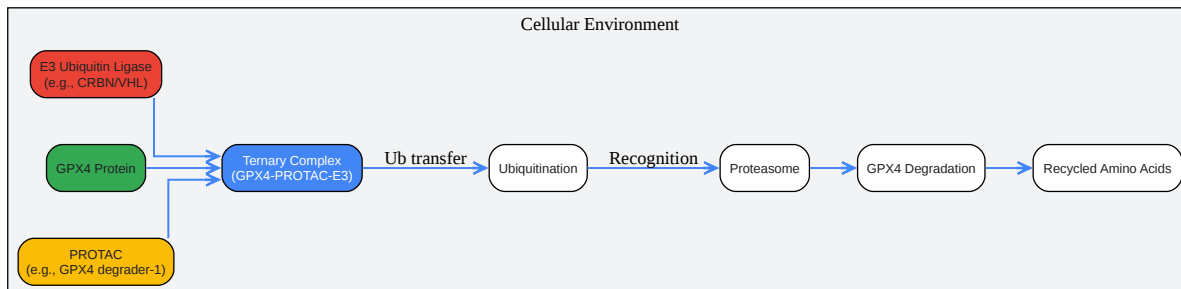 Cellular Environment
E3 Ubiquitin Ligase
(e.g., CRBN/VHL)
GPX4 Protein
Ternary Complex
(GPX4-PROTAC-E3)
Ub transfer
Ubiquitination
Recognition
Proteasome
GPX4 Degradation
Recycled Amino Acids
PROTAC
(e.g., GPX4 degrader-1)